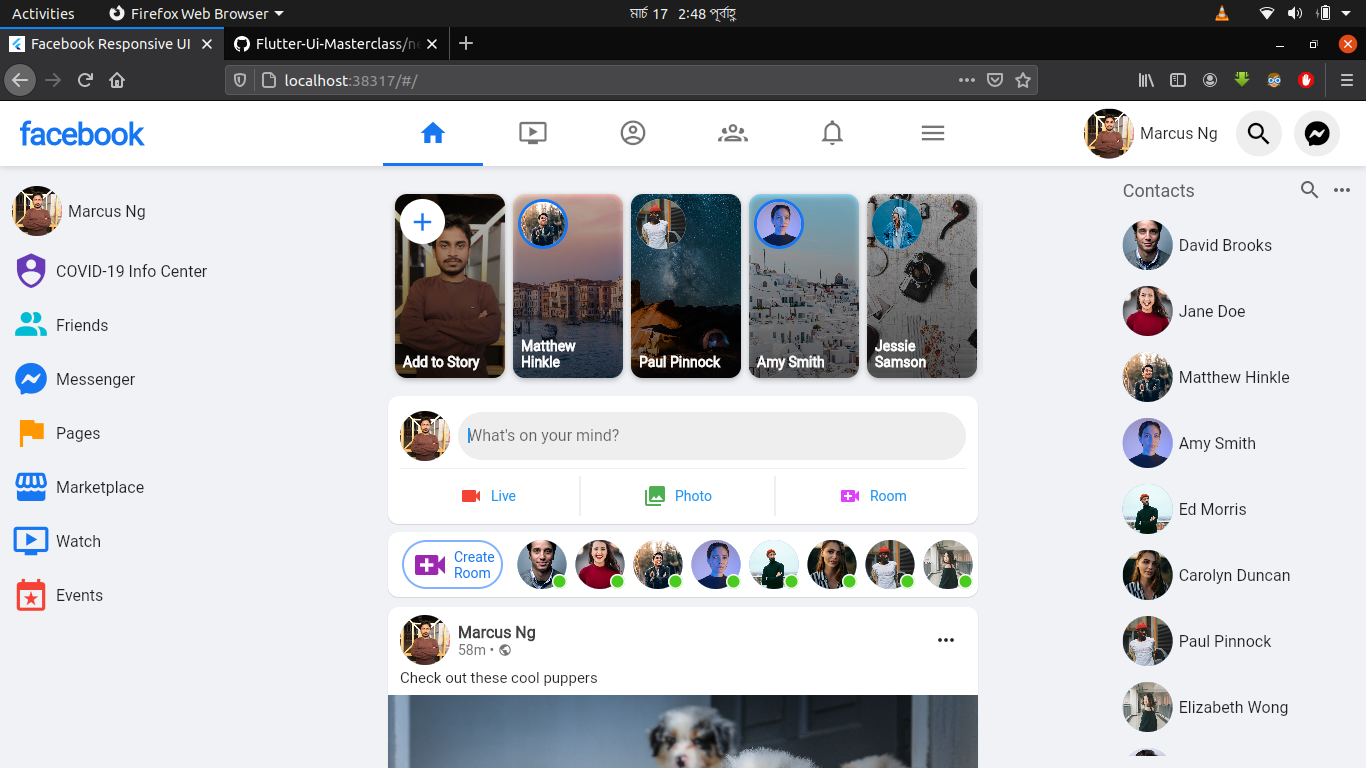 Activities
Firefox Web Browser
মার্চ 17 2:48 পূর্বাহ্ণ
Facebook Responsive UI
Flutter-Ui-Masterclass/ne
localhost:38317/#/
facebook
Marcus Ng
Marcus Ng
COVID-19 Info Center
Friends
Messenger
Pages
Marketplace
Watch
Events
Add to Story
Matthew
Hinkle
Paul Pinnock
Amy Smith
Jessie
Samson
What's on your mind?
Live
Photo
Room
Create
Room
Marcus Ng
58m •
Check out these cool puppers
Contacts
David Brooks
Jane Doe
Matthew Hinkle
Amy Smith
Ed Morris
Carolyn Duncan
Paul Pinnock
Elizabeth Wong